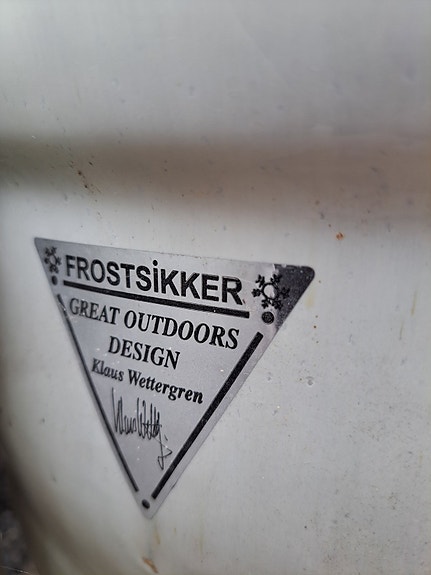 FROSTSiKKER
GREAT OUTDOORS
DESIGN
Klaus Wettergren